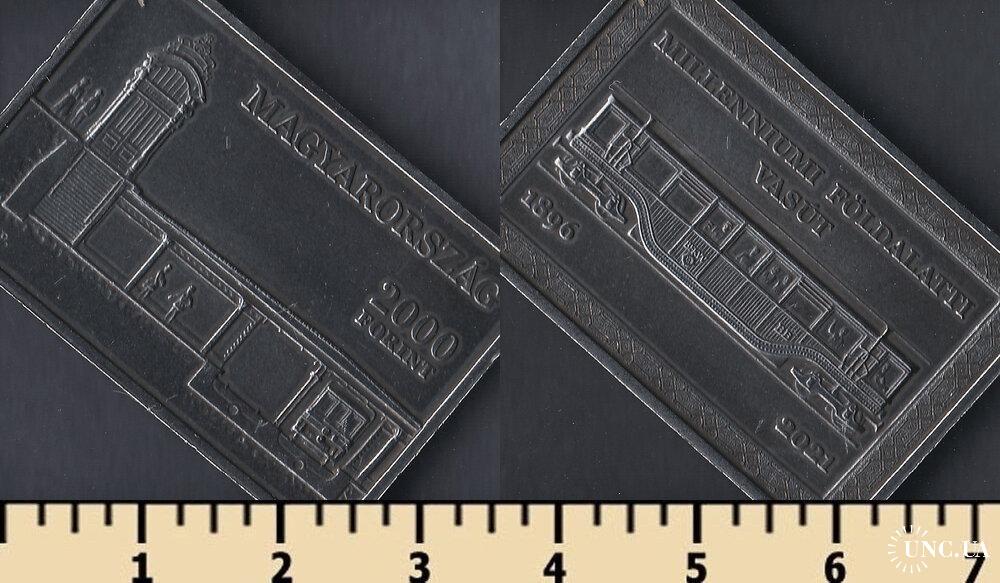 MAGYARORSZÁG
2000
FORINT
MILLENNIUMI FÖLDALATTI
VASÚT
1896
2021
1 2 3 4 5 6 7
UNC.UA